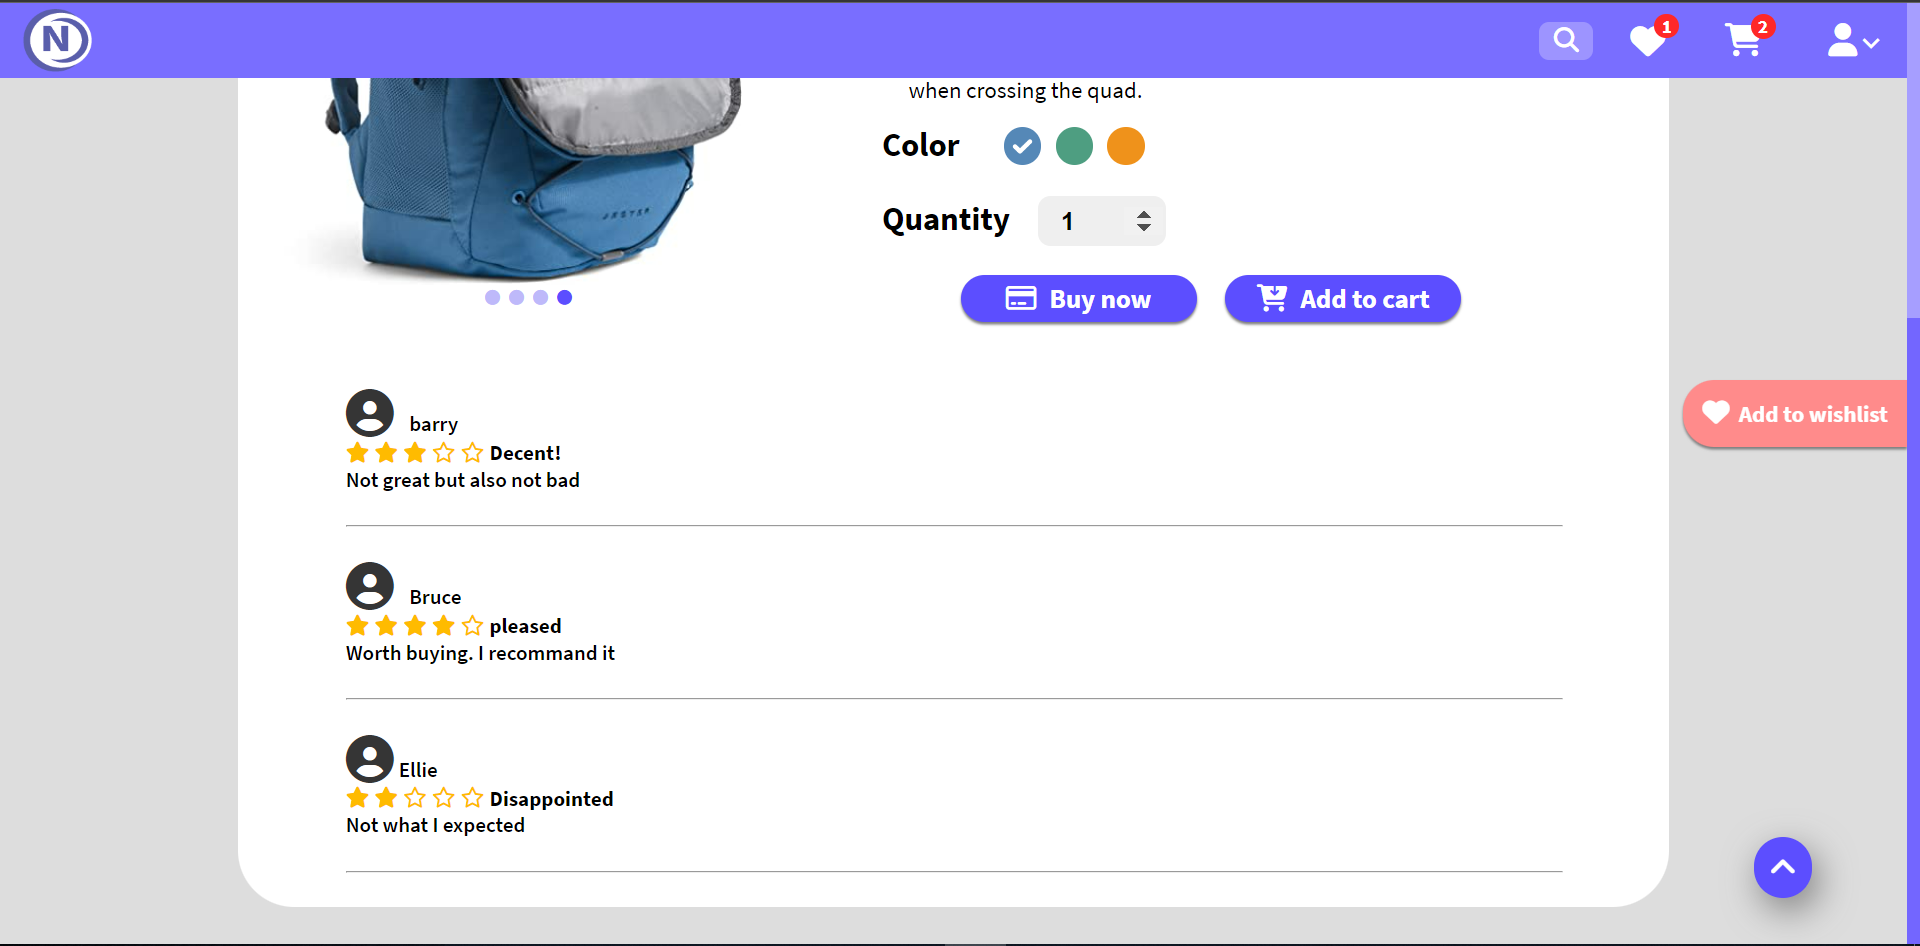 N
1
2
when crossing the quad.
Color
Quantity
1
Buy now
Add to cart
Add to wishlist
barry
Decent!
Not great but also not bad
Bruce
pleased
Worth buying. I recommand it
Ellie
Disappointed
Not what I expected